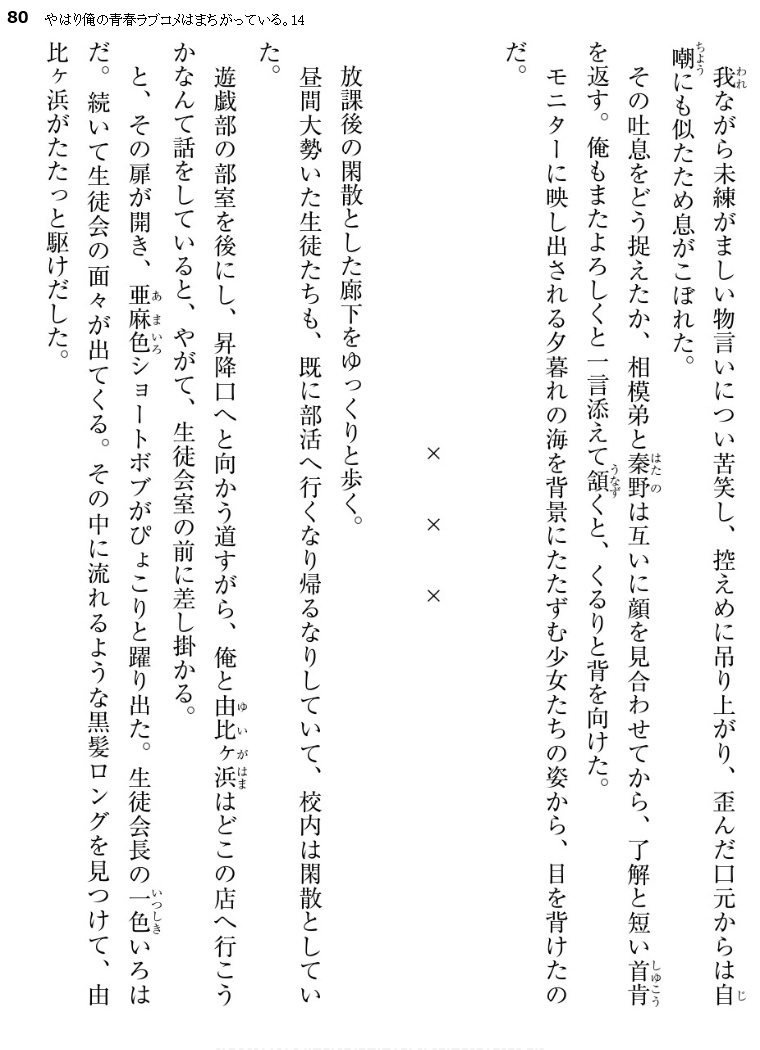 80 やはり俺の青春ラブコメはまちがっている。14
我ながら未練がましい物言いについ苦笑し、控えめに吊り上がり、歪んだ口元からは自
嘲にも似たため息がこぼれた。
その吐息をどう捉えたか、相模弟と秦野は互いに顔を見合わせてから、了解と短い首肯
を返す。俺もまたよろしくと一言添えて頷くと、くるりと背を向けた。
モニターに映し出される夕暮れの海を背景にたたずむ少女たちの姿から、目を背けたの
だ。
× × ×
放課後の閑散とした廊下をゆっくりと歩く。
昼間大勢いた生徒たちも、既に部活へ行くなり帰るなりしていて、校内は閑散としてい
た。
遊戯部の部室を後にし、昇降口へと向かう道すがら、俺と由比ヶ浜はどこの店へ行こう
かなんて話をしていると、やがて、生徒会室の前に差し掛かる。
と、その扉が開き、亜麻色ショートボブがぴょこりと躍り出た。生徒会長の一色いろは
だ。続いて生徒会の面々が出てくる。その中に流れるような黒髪ロングを見つけて、由
比ヶ浜がたたっと駆けだした。